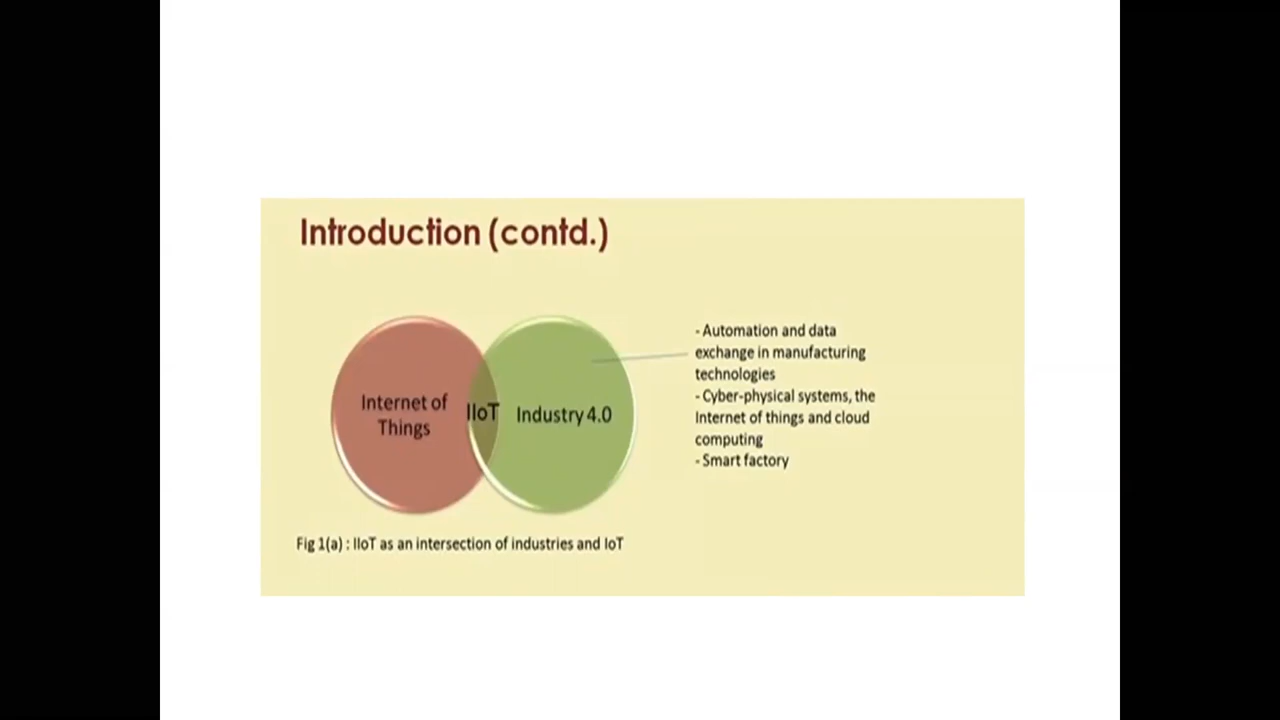 Introduction (contd.)
Internet of
Things
IIoT
Industry 4.0
- Automation and data
exchange in manufacturing
technologies
- Cyber-physical systems, the
Internet of things and cloud
computing
- Smart factory
Fig 1(a) : IIoT as an intersection of industries and IoT